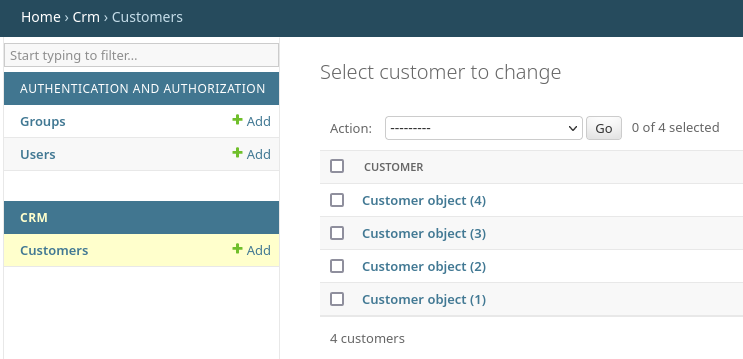 Home › Crm › Customers
Start typing to filter...
AUTHENTICATION AND AUTHORIZATION
Groups + Add
Users + Add
CRM
Customers + Add
Select customer to change
Action: --------- Go 0 of 4 selected
CUSTOMER
Customer object (4)
Customer object (3)
Customer object (2)
Customer object (1)
4 customers